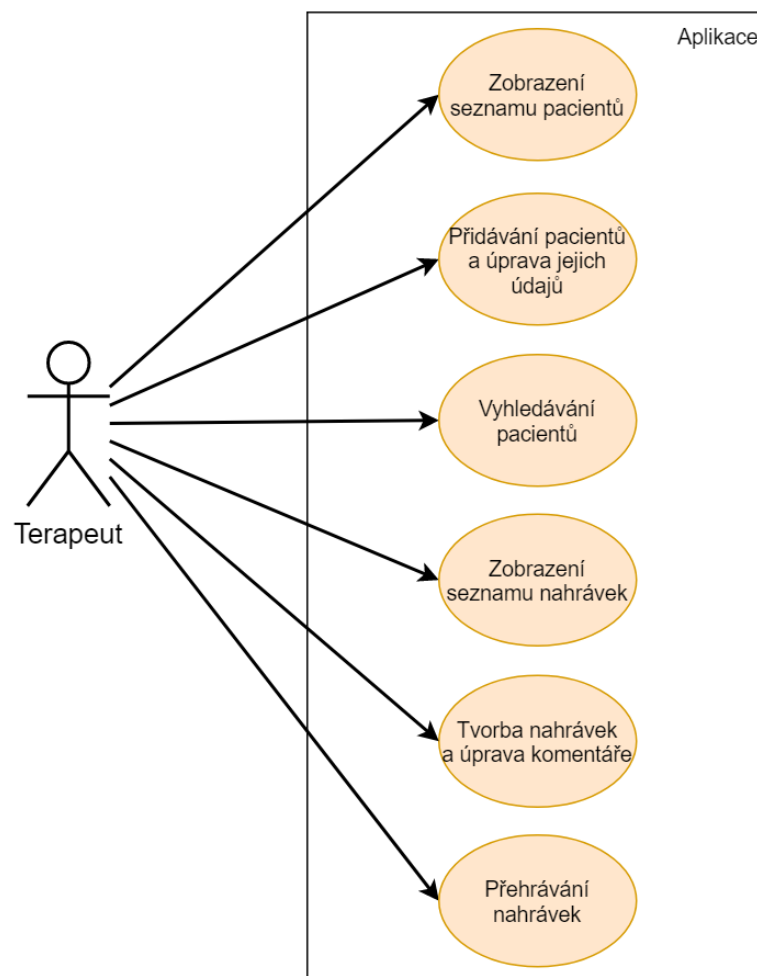 Aplikace
Zobrazení
seznamu pacientů
Přidávání pacientů
a úprava jejich
údajů
Vyhledávání
pacientů
Terapeut
Zobrazení
seznamu nahrávek
Tvorba nahrávek
a úprava komentáře
Přehrávání
nahrávek